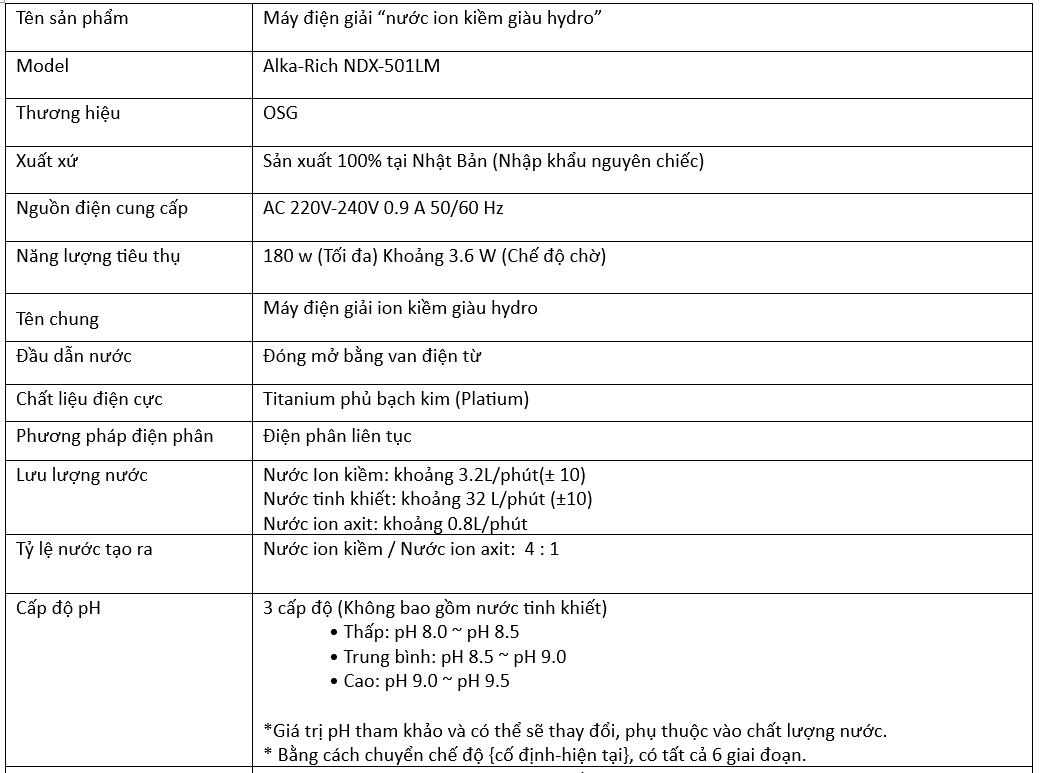 Tên sản phẩm
Máy điện giải “nước ion kiềm giàu hydro”
Model
Alka-Rich NDX-501LM
Thương hiệu
OSG
Xuất xứ
Sản xuất 100% tại Nhật Bản (Nhập khẩu nguyên chiếc)
Nguồn điện cung cấp
AC 220V-240V 0.9 A 50/60 Hz
Năng lượng tiêu thụ
180 w (Tối đa) Khoảng 3.6 W (Chế độ chờ)
Tên chung
Máy điện giải ion kiềm giàu hydro
Đầu dẫn nước
Đóng mở bằng van điện từ
Chất liệu điện cực
Titanium phủ bạch kim (Platium)
Phương pháp điện phân
Điện phân liên tục
Lưu lượng nước
Nước Ion kiềm: khoảng 3.2L/phút(± 10)
Nước tinh khiết: khoảng 32 L/phút (±10)
Nước ion axit: khoảng 0.8L/phút
Tỷ lệ nước tạo ra
Nước ion kiềm / Nước ion axit:  4 : 1
Cấp độ pH
3 cấp độ (Không bao gồm nước tinh khiết)
• Thấp: pH 8.0 ~ pH 8.5
• Trung bình: pH 8.5 ~ pH 9.0
• Cao: pH 9.0 ~ pH 9.5
*Giá trị pH tham khảo và có thể sẽ thay đổi, phụ thuộc vào chất lượng nước.
* Bằng cách chuyển chế độ {cố định-hiện tại}, có tất cả 6 giai đoạn.